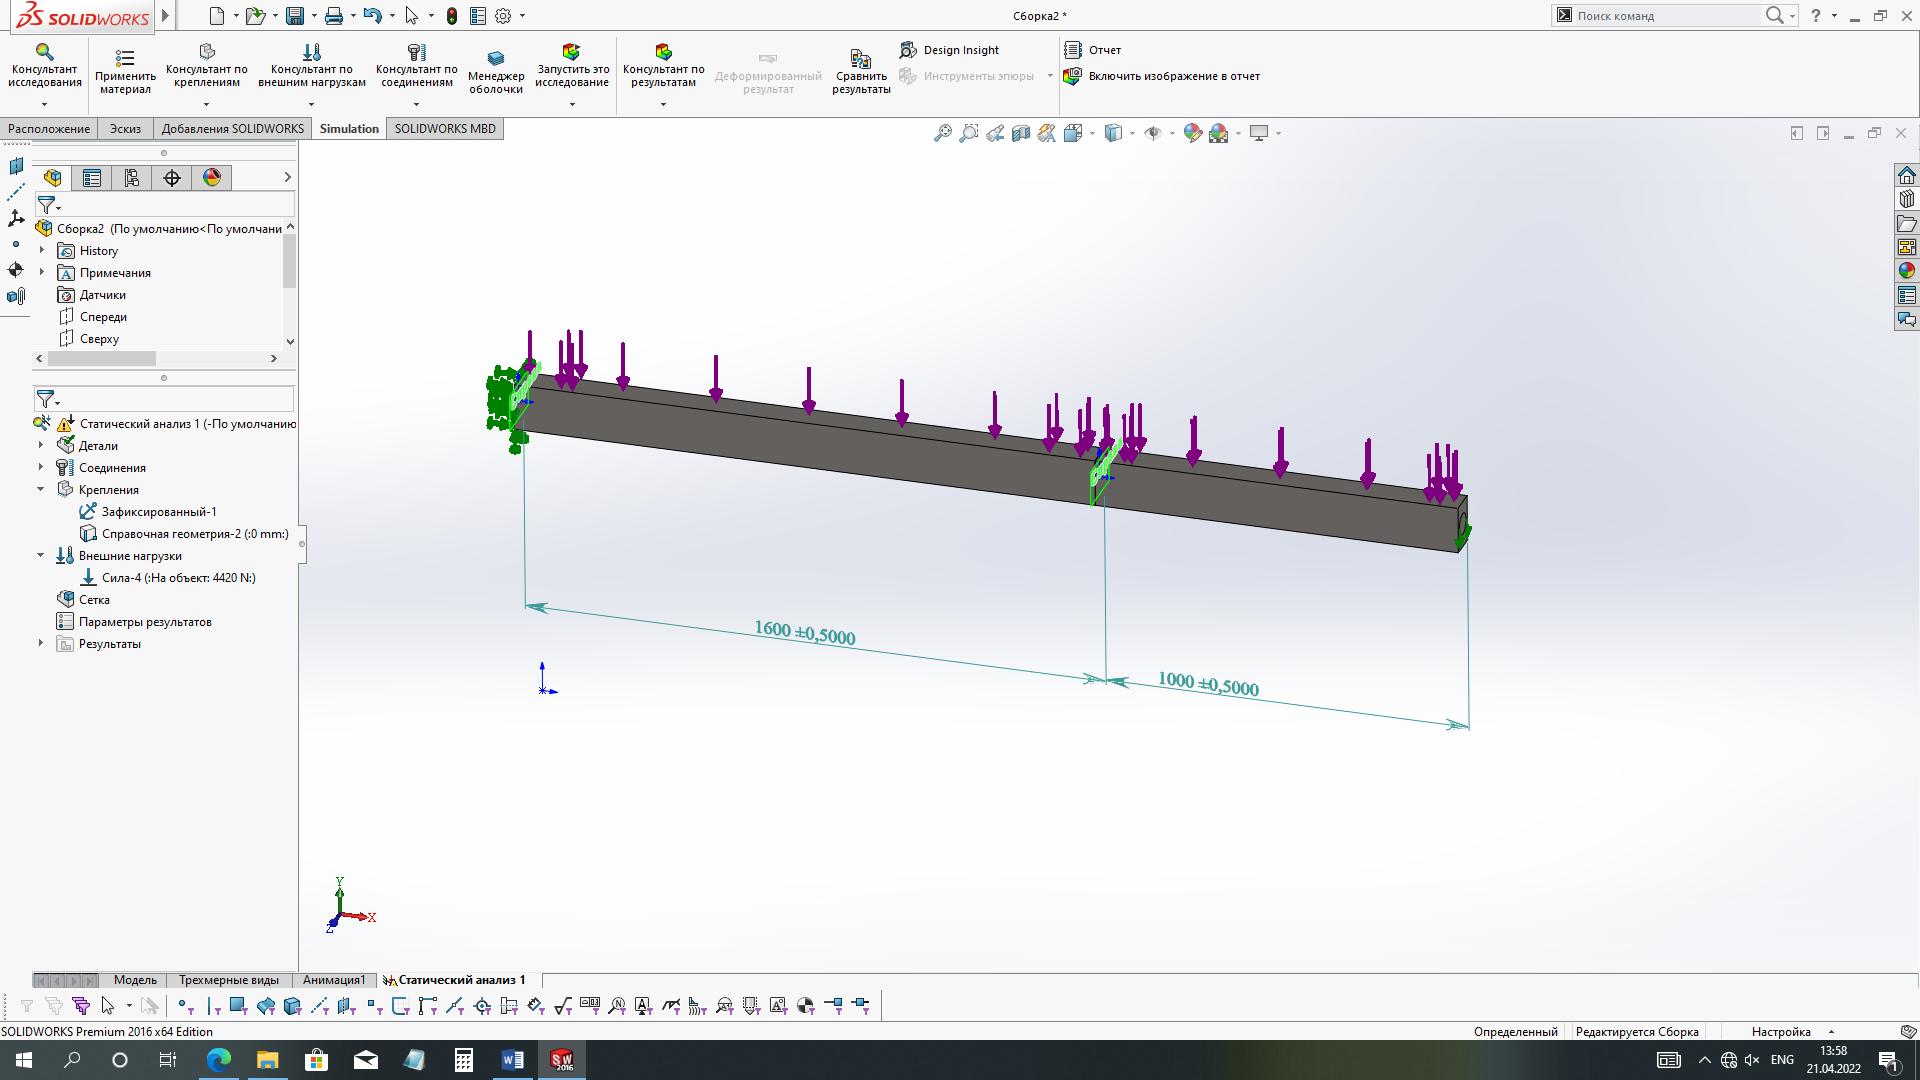 SOLIDWORKS
Сборка2 *
Поиск команд
Консультант исследования
Применить материал
Консультант по креплениям
Консультант по внешним нагрузкам
Консультант по соединениям
Менеджер оболочки
Запустить это исследование
Консультант по результатам
Деформированный результат
Сравнить результаты
Design Insight
Инструменты эпюры
Отчет
Включить изображение в отчет
Расположение
Эскиз
Добавления SOLIDWORKS
Simulation
SOLIDWORKS MBD
Сборка2 (По умолчанию<По умолчани
History
Примечания
Датчики
Спереди
Сверху
Статический анализ 1 (-По умолчанию
Детали
Соединения
Крепления
Зафиксированный-1
Справочная геометрия-2 (:0 mm:)
Внешние нагрузки
Сила-4 (:На объект: 4420 N:)
Сетка
Параметры результатов
Результаты
1600 ±0,5000
1000 ±0,5000
Y
X
Z
Модель
Трехмерные виды
Анимация1
Статический анализ 1
SOLIDWORKS Premium 2016 x64 Edition
Определенный
Редактируется Сборка
Настройка
ENG
13:58
21.04.2022